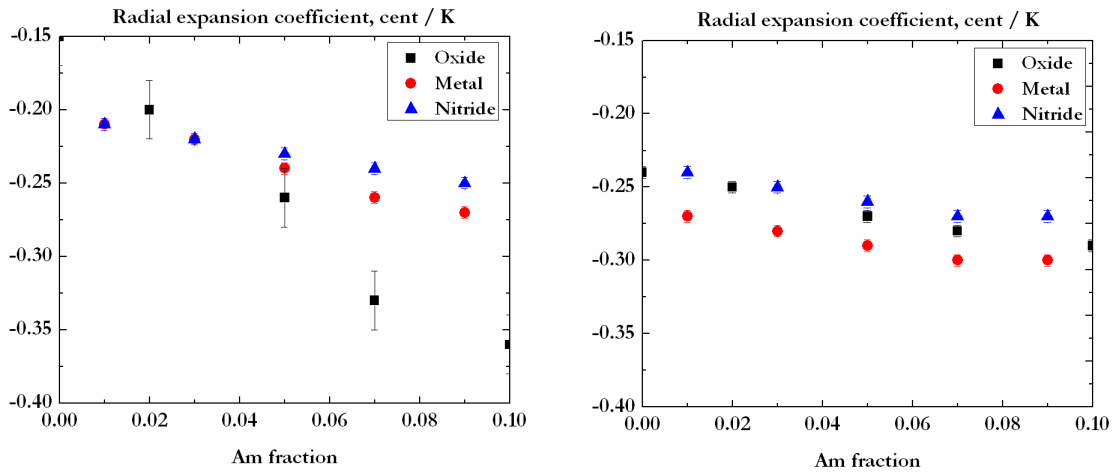 Radial expansion coefficient, cent / K
-0.15
-0.20
-0.25
-0.30
-0.35
-0.40
Oxide
Metal
Nitride
0.00 0.02 0.04 0.06 0.08 0.10
Am fraction
Radial expansion coefficient, cent / K
-0.15
-0.20
-0.25
-0.30
-0.35
-0.40
Oxide
Metal
Nitride
0.00 0.02 0.04 0.06 0.08 0.10
Am fraction